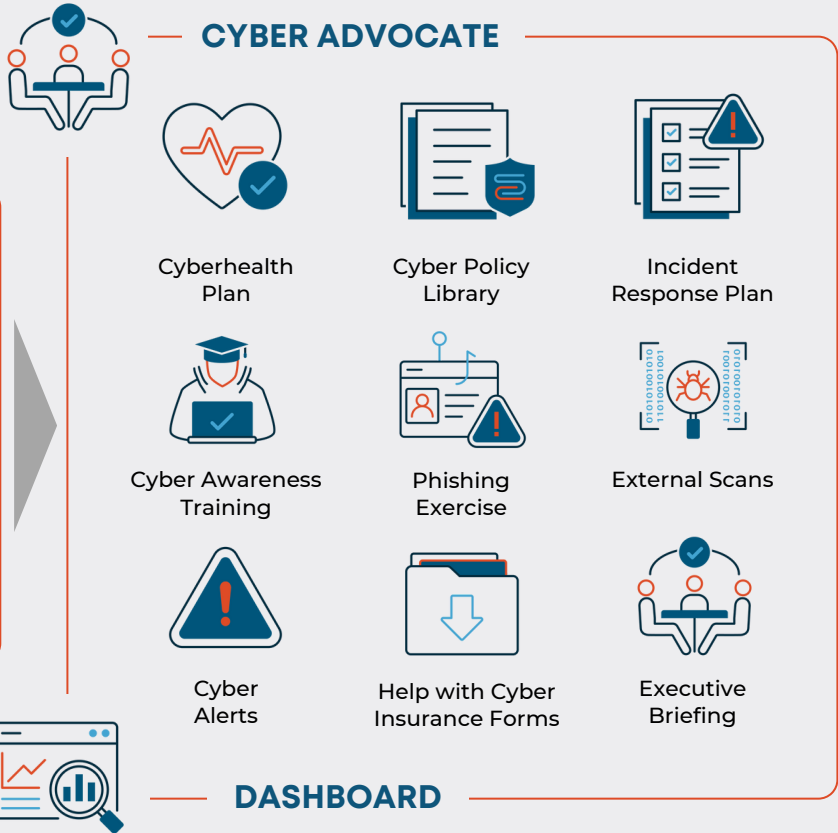 CYBER ADVOCATE
Cyberhealth
Plan
Cyber Policy
Library
Incident
Response Plan
Cyber Awareness
Training
Phishing
Exercise
External Scans
Cyber
Alerts
Help with Cyber
Insurance Forms
Executive
Briefing
DASHBOARD